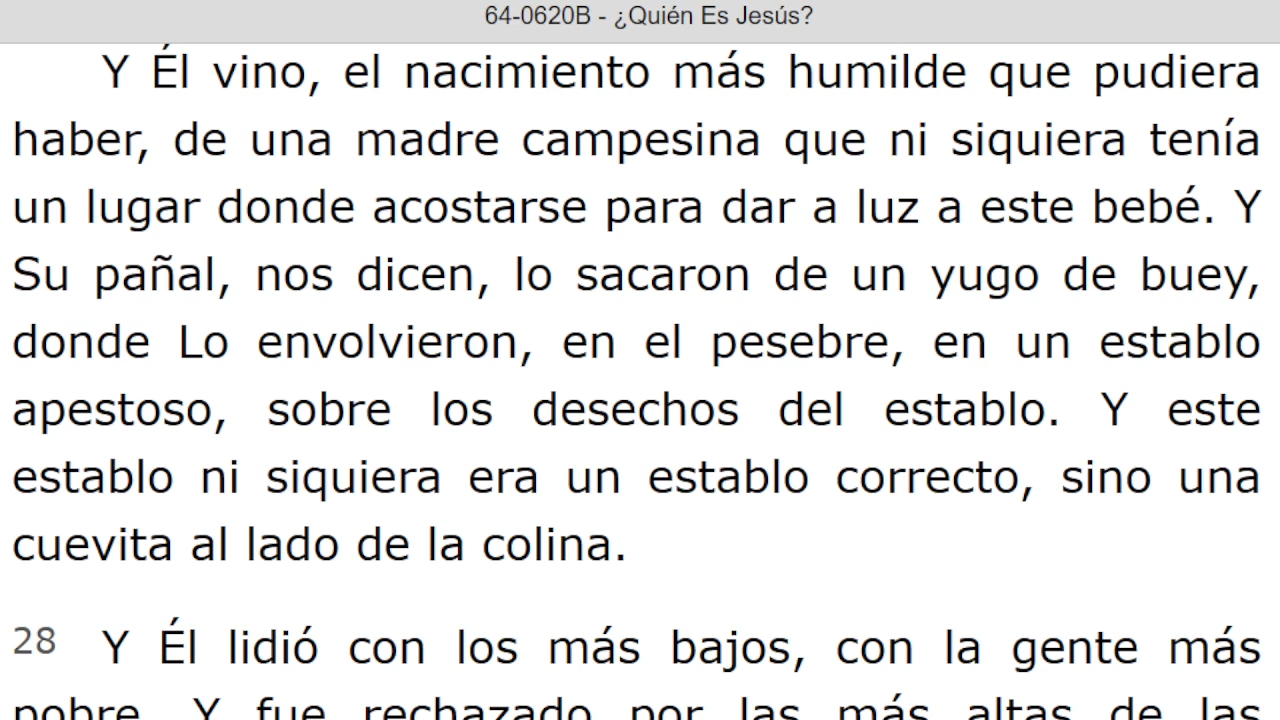 64-0620B - ¿Quién Es Jesús?
Y Él vino, el nacimiento más humilde que pudiera
haber, de una madre campesina que ni siquiera tenía
un lugar donde acostarse para dar a luz a este bebé. Y
Su pañal, nos dicen, lo sacaron de un yugo de buey,
donde Lo envolvieron, en el pesebre, en un establo
apestoso, sobre los desechos del establo. Y este
establo ni siquiera era un establo correcto, sino una
cuevita al lado de la colina.
28 Y Él lidió con los más bajos, con la gente más
pobre. Y fue rechazado por las más altas de las